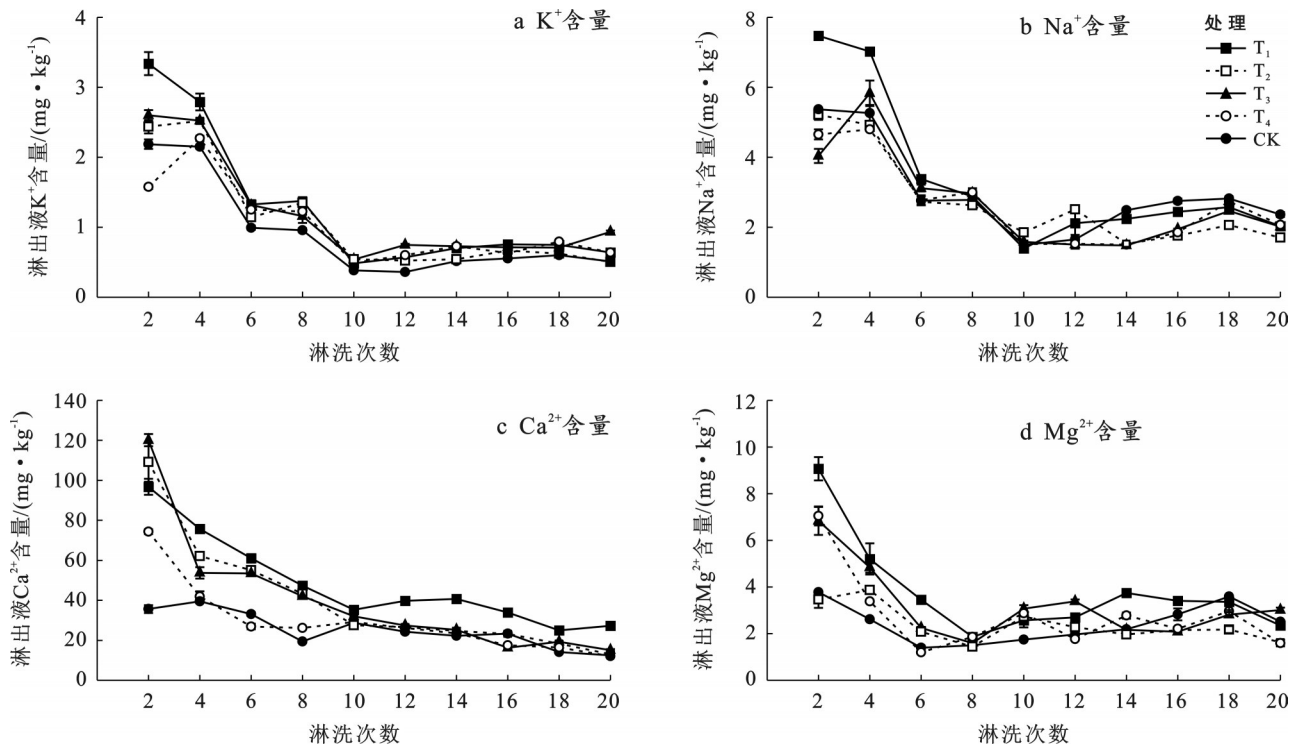 a K⁺含量
淋出液K⁺含量/(mg·kg⁻¹)
4
3
2
1
0
2 4 6 8 10 12 14 16 18 20
淋洗次数
b Na⁺含量
处理
T₁
T₂
T₃
T₄
CK
淋出液Na⁺含量/(mg·kg⁻¹)
8
6
4
2
0
2 4 6 8 10 12 14 16 18 20
淋洗次数
c Ca²⁺含量
淋出液Ca²⁺含量/(mg·kg⁻¹)
140
120
100
80
60
40
20
0
2 4 6 8 10 12 14 16 18 20
淋洗次数
d Mg²⁺含量
淋出液Mg²⁺含量/(mg·kg⁻¹)
12
10
8
6
4
2
0
2 4 6 8 10 12 14 16 18 20
淋洗次数